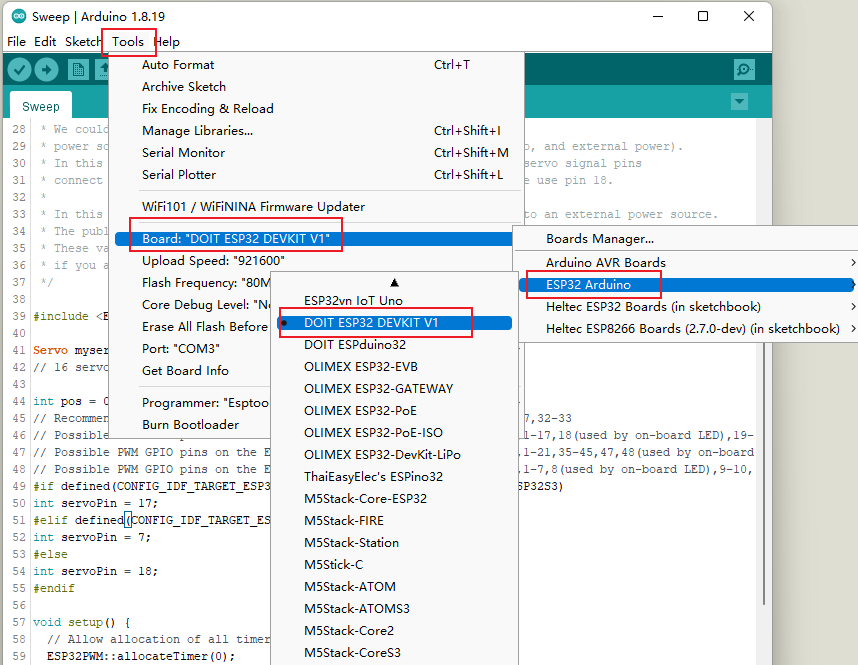 Sweep | Arduino 1.8.19
File Edit Sketch Tools Help
Sweep
Auto Format Ctrl+T
Archive Sketch
Fix Encoding & Reload
Manage Libraries... Ctrl+Shift+I
Serial Monitor Ctrl+Shift+M
Serial Plotter Ctrl+Shift+L
WiFi101 / WiFiNINA Firmware Updater
Board: "DOIT ESP32 DEVKIT V1"
Upload Speed: "921600"
Flash Frequency: "80M
Core Debug Level: "No
Erase All Flash Before
Port: "COM3"
Get Board Info
Programmer: "Esptoo
Burn Bootloader
Boards Manager...
Arduino AVR Boards
ESP32 Arduino
Heltec ESP32 Boards (in sketchbook)
Heltec ESP8266 Boards (2.7.0-dev) (in sketchbook)
ESP32vn IoT Uno
DOIT ESP32 DEVKIT V1
DOIT ESPduino32
OLIMEX ESP32-EVB
OLIMEX ESP32-GATEWAY
OLIMEX ESP32-PoE
OLIMEX ESP32-PoE-ISO
OLIMEX ESP32-DevKit-LiPo
ThaiEasyElec's ESPino32
M5Stack-Core-ESP32
M5Stack-FIRE
M5Stack-Station
M5Stick-C
M5Stack-ATOM
M5Stack-ATOMS3
M5Stack-Core2
M5Stack-CoreS3
28 * We could
29 * power so o, and external power).
30 * In this servo signal pins
31 * connect e use pin 18.
32 *
33 * In this to an external power source.
34 * The publ
35 * These va
36 * if you a
37 */
38
39 #include <E
40
41 Servo myser
42 // 16 servo
43
44 int pos = 0
45 // Recommen 7,32-33
46 // Possible 1-17,18(used by on-board LED),19-
47 // Possible PWM GPIO pins on the E ,1-21,35-45,47,48(used by on-board
48 // Possible PWM GPIO pins on the E ,1-7,8(used by on-board LED),9-10,
49 #if defined(CONFIG_IDF_TARGET_ESP3 SP32S3)
50 int servoPin = 17;
51 #elif defined(CONFIG_IDF_TARGET_ES
52 int servoPin = 7;
53 #else
54 int servoPin = 18;
55 #endif
56
57 void setup() {
58 // Allow allocation of all timer
59 ESP32PWM::allocateTimer(0);